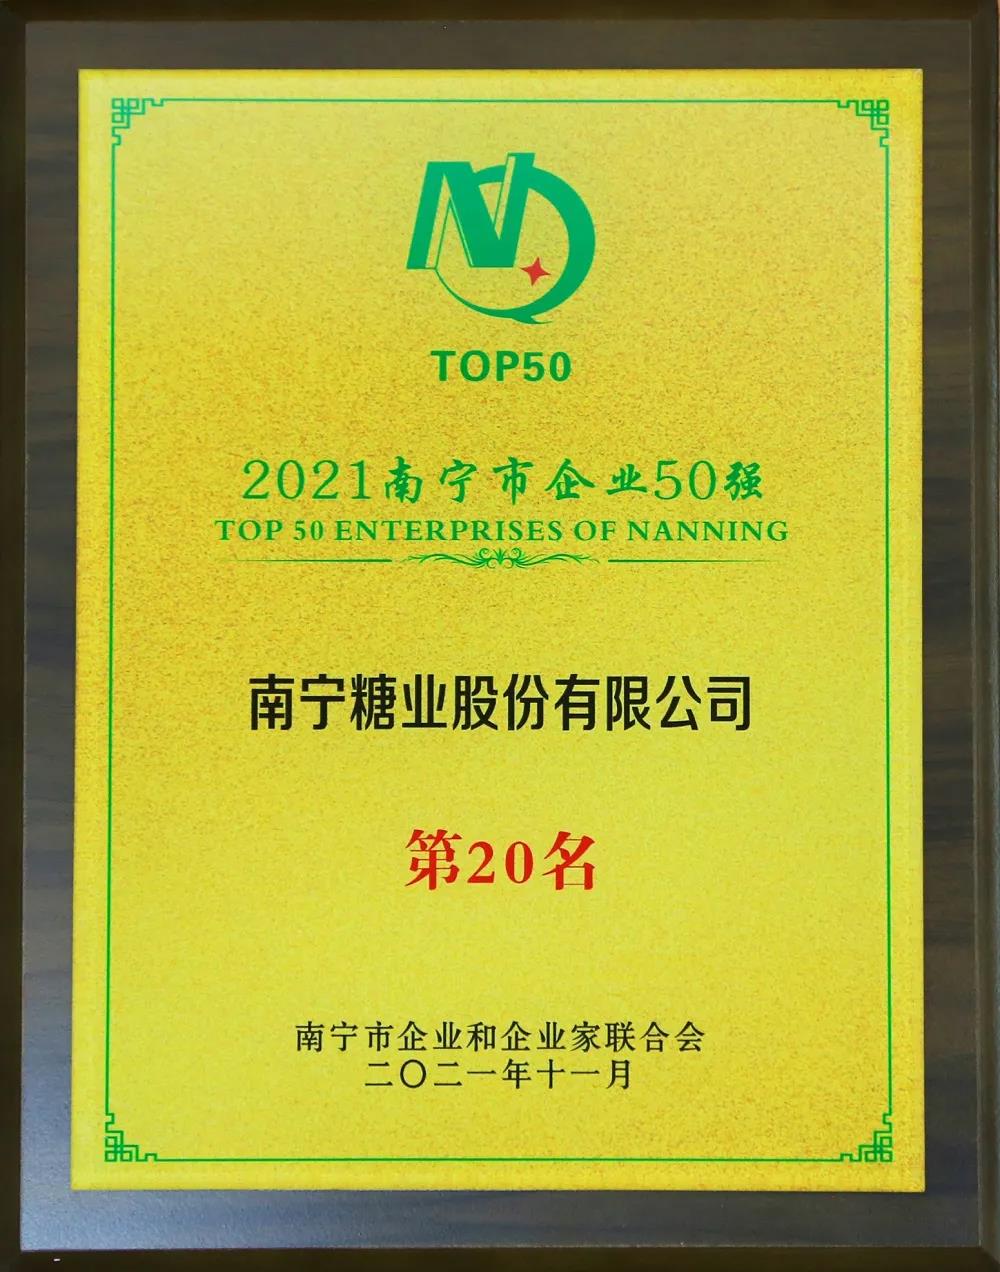 NQ
TOP50
2021南宁市企业50强
TOP 50 ENTERPRISES OF NANNING
南宁糖业股份有限公司
第20名
南宁市企业和企业家联合会
二〇二一年十一月